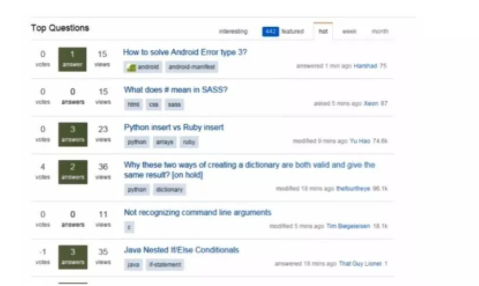 Top Questions interesting 442 featured hot week month
0 1 15 How to solve Android Error type 3?
votes answer views android android-manifest answered 1 min ago Harshad 75
0 0 15 What does # mean in SASS?
votes answers views html css sass asked 5 mins ago Xeon 87
0 3 23 Python insert vs Ruby insert
votes answers views python arrays ruby modified 9 mins ago Yu Hao 74.6k
4 2 36 Why these two ways of creating a dictionary are both valid and give the
votes answers views same result? [on hold]
python dictionary modified 18 mins ago thefourtheye 96.1k
0 0 11 Not recognizing command line arguments
votes answers views c modified 5 mins ago Tim Biegeleisen 18.1k
-1 3 35 Java Nested If/Else Conditionals
votes answers views java if-statement answered 18 mins ago That Guy Lionel 1